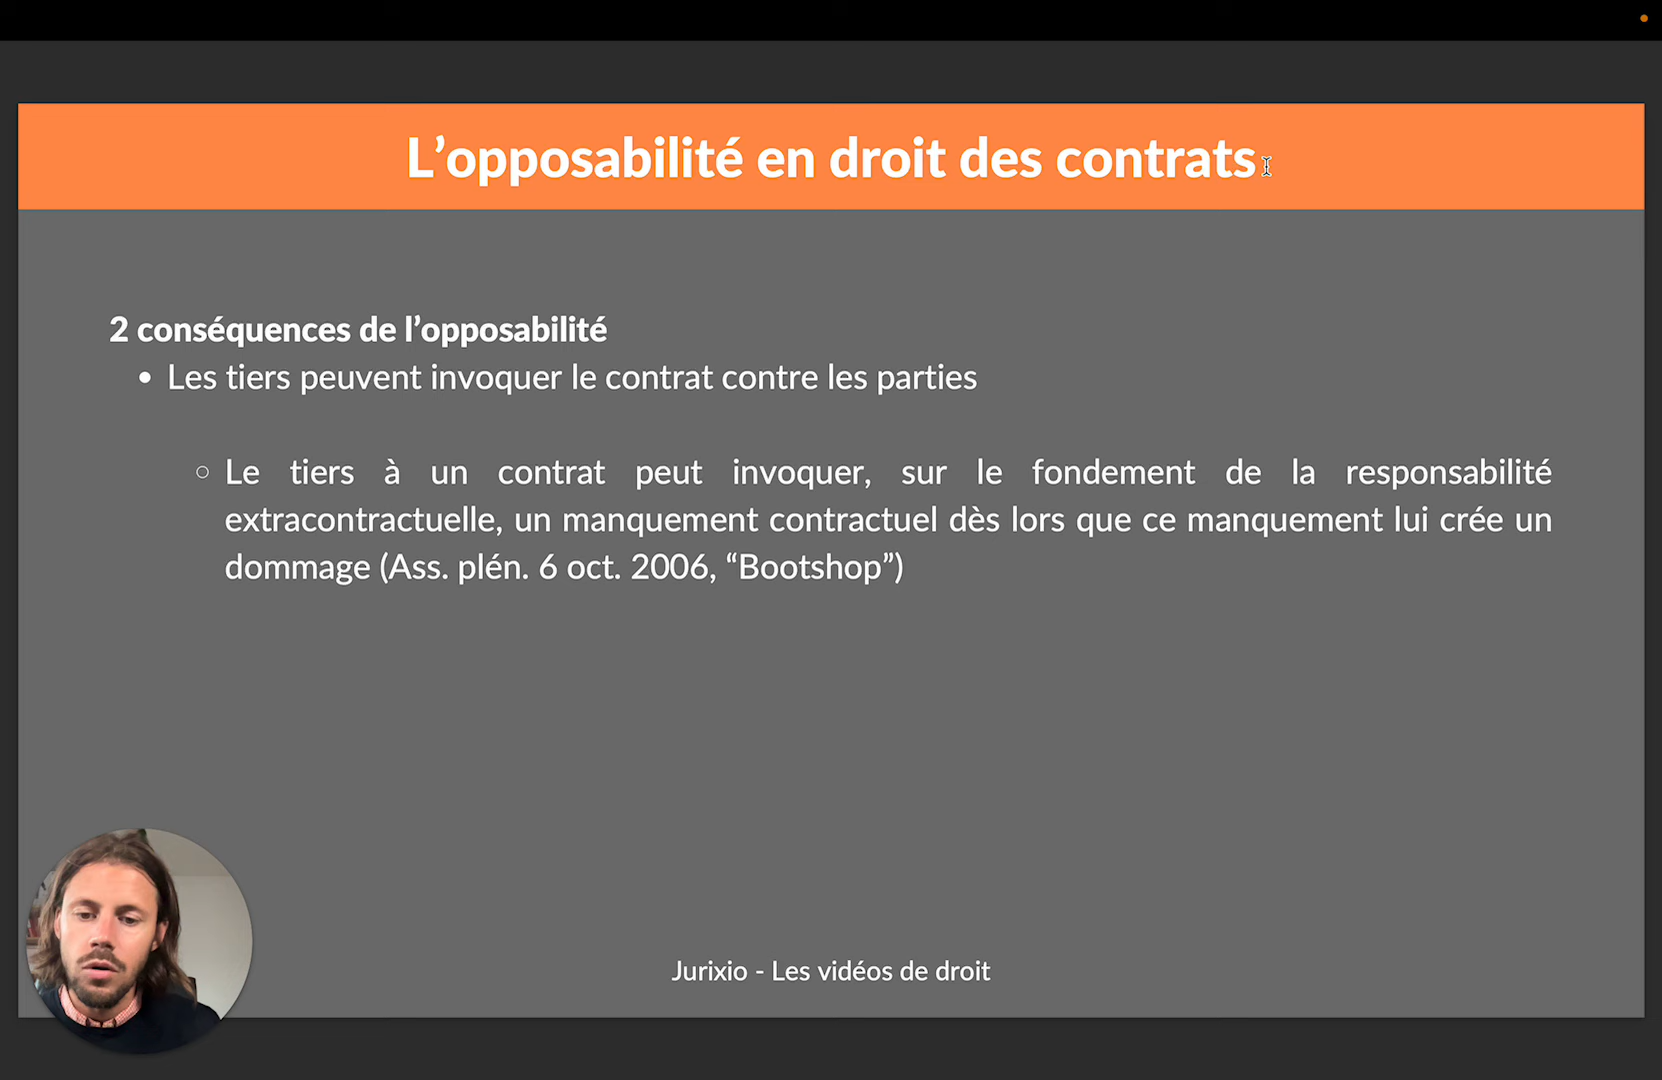 L’opposabilité en droit des contrats
2 conséquences de l’opposabilité
• Les tiers peuvent invoquer le contrat contre les parties
○ Le tiers à un contrat peut invoquer, sur le fondement de la responsabilité
extracontractuelle, un manquement contractuel dès lors que ce manquement lui crée un
dommage (Ass. plén. 6 oct. 2006, “Bootshop”)
Jurixio - Les vidéos de droit